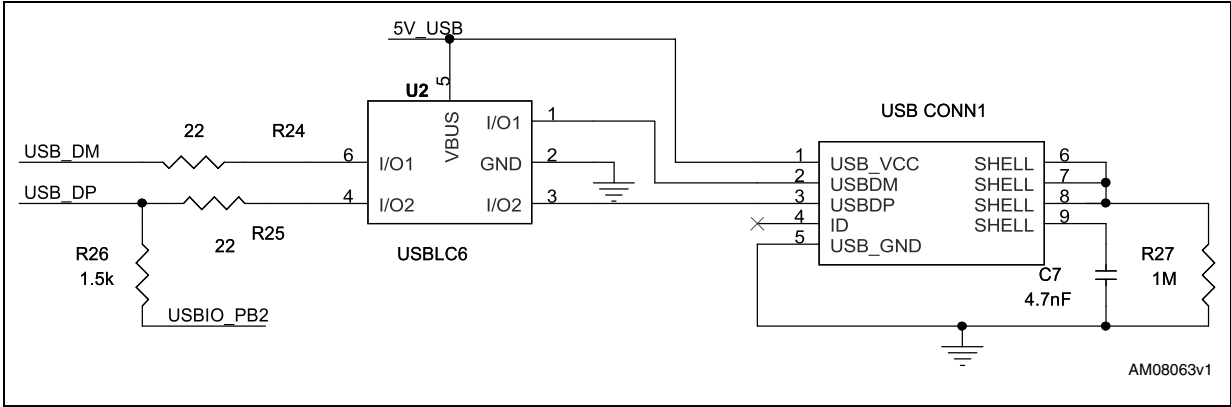 5V_USB
5
U2
VBUS
USB CONN1
22 R24
I/O1 1
USB_DM
6 I/O1
GND 2
1 USB_VCC SHELL 6
USB_DP
2 USBDM SHELL 7
4 I/O2
I/O2 3
3 USBDP SHELL 8
4 ID SHELL 9
22 R25
5 USB_GND
R26
1.5k
USBLC6
C7
4.7nF
R27
1M
USBIO_PB2
AM08063v1